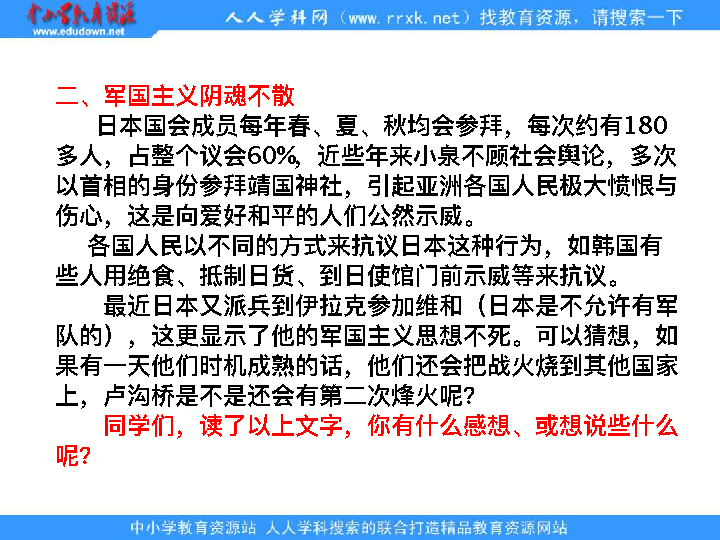 中小学教育资源
www.edudown.net
人人学科网（www.rrxk.net）找教育资源，请搜索一下
二、军国主义阴魂不散
日本国会成员每年春、夏、秋均会参拜，每次约有180
多人，占整个议会60%，近些年来小泉不顾社会舆论，多次
以首相的身份参拜靖国神社，引起亚洲各国人民极大愤恨与
伤心，这是向爱好和平的人们公然示威。
各国人民以不同的方式来抗议日本这种行为，如韩国有
些人用绝食、抵制日货、到日使馆门前示威等来抗议。
最近日本又派兵到伊拉克参加维和（日本是不允许有军
队的），这更显示了他的军国主义思想不死。可以猜想，如
果有一天他们时机成熟的话，他们还会把战火烧到其他国家
上，卢沟桥是不是还会有第二次烽火呢？
同学们，读了以上文字，你有什么感想、或想说些什么
呢？
中小学教育资源站 人人学科搜索的联合打造精品教育资源网站